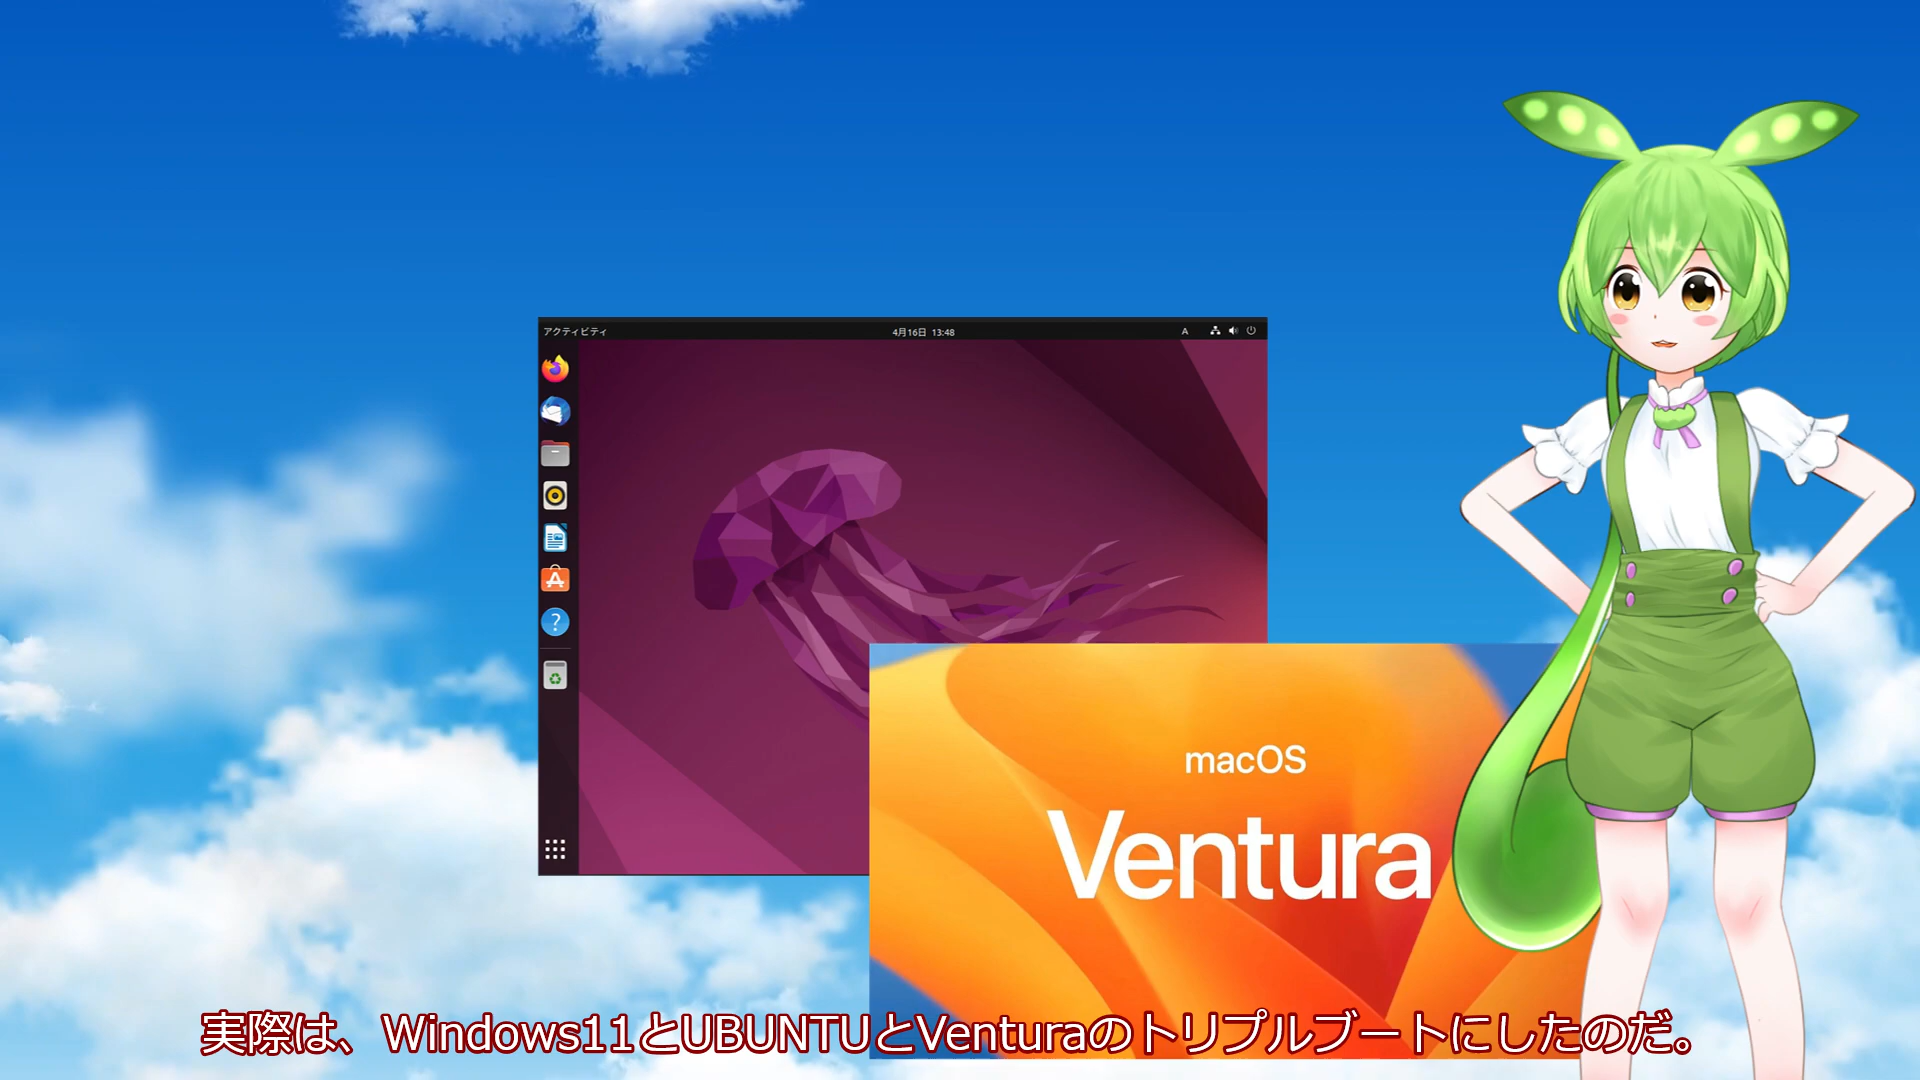 アクティビティ
4月16日 13:48
A
macOS
Ventura
実際は、Windows11とUBUNTUとVenturaのトリプルブートにしたのだ。